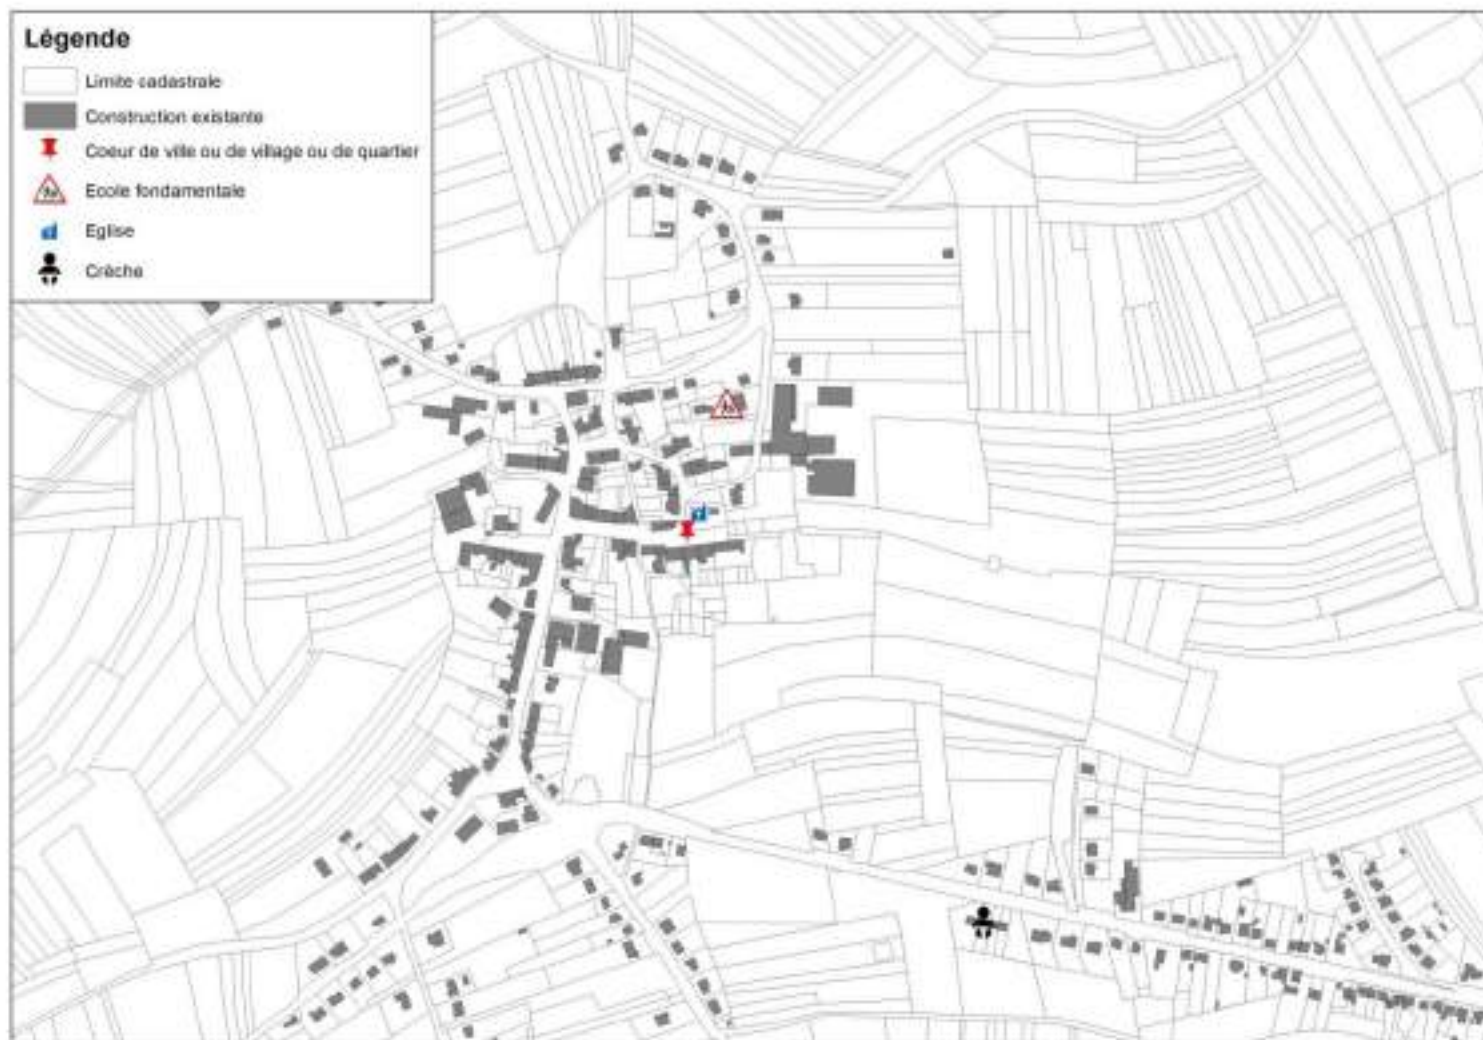 Légende
Limite cadastrale
Construction existante
Coeur de ville ou de village ou de quartier
Ecole fondamentale
Eglise
Crèche